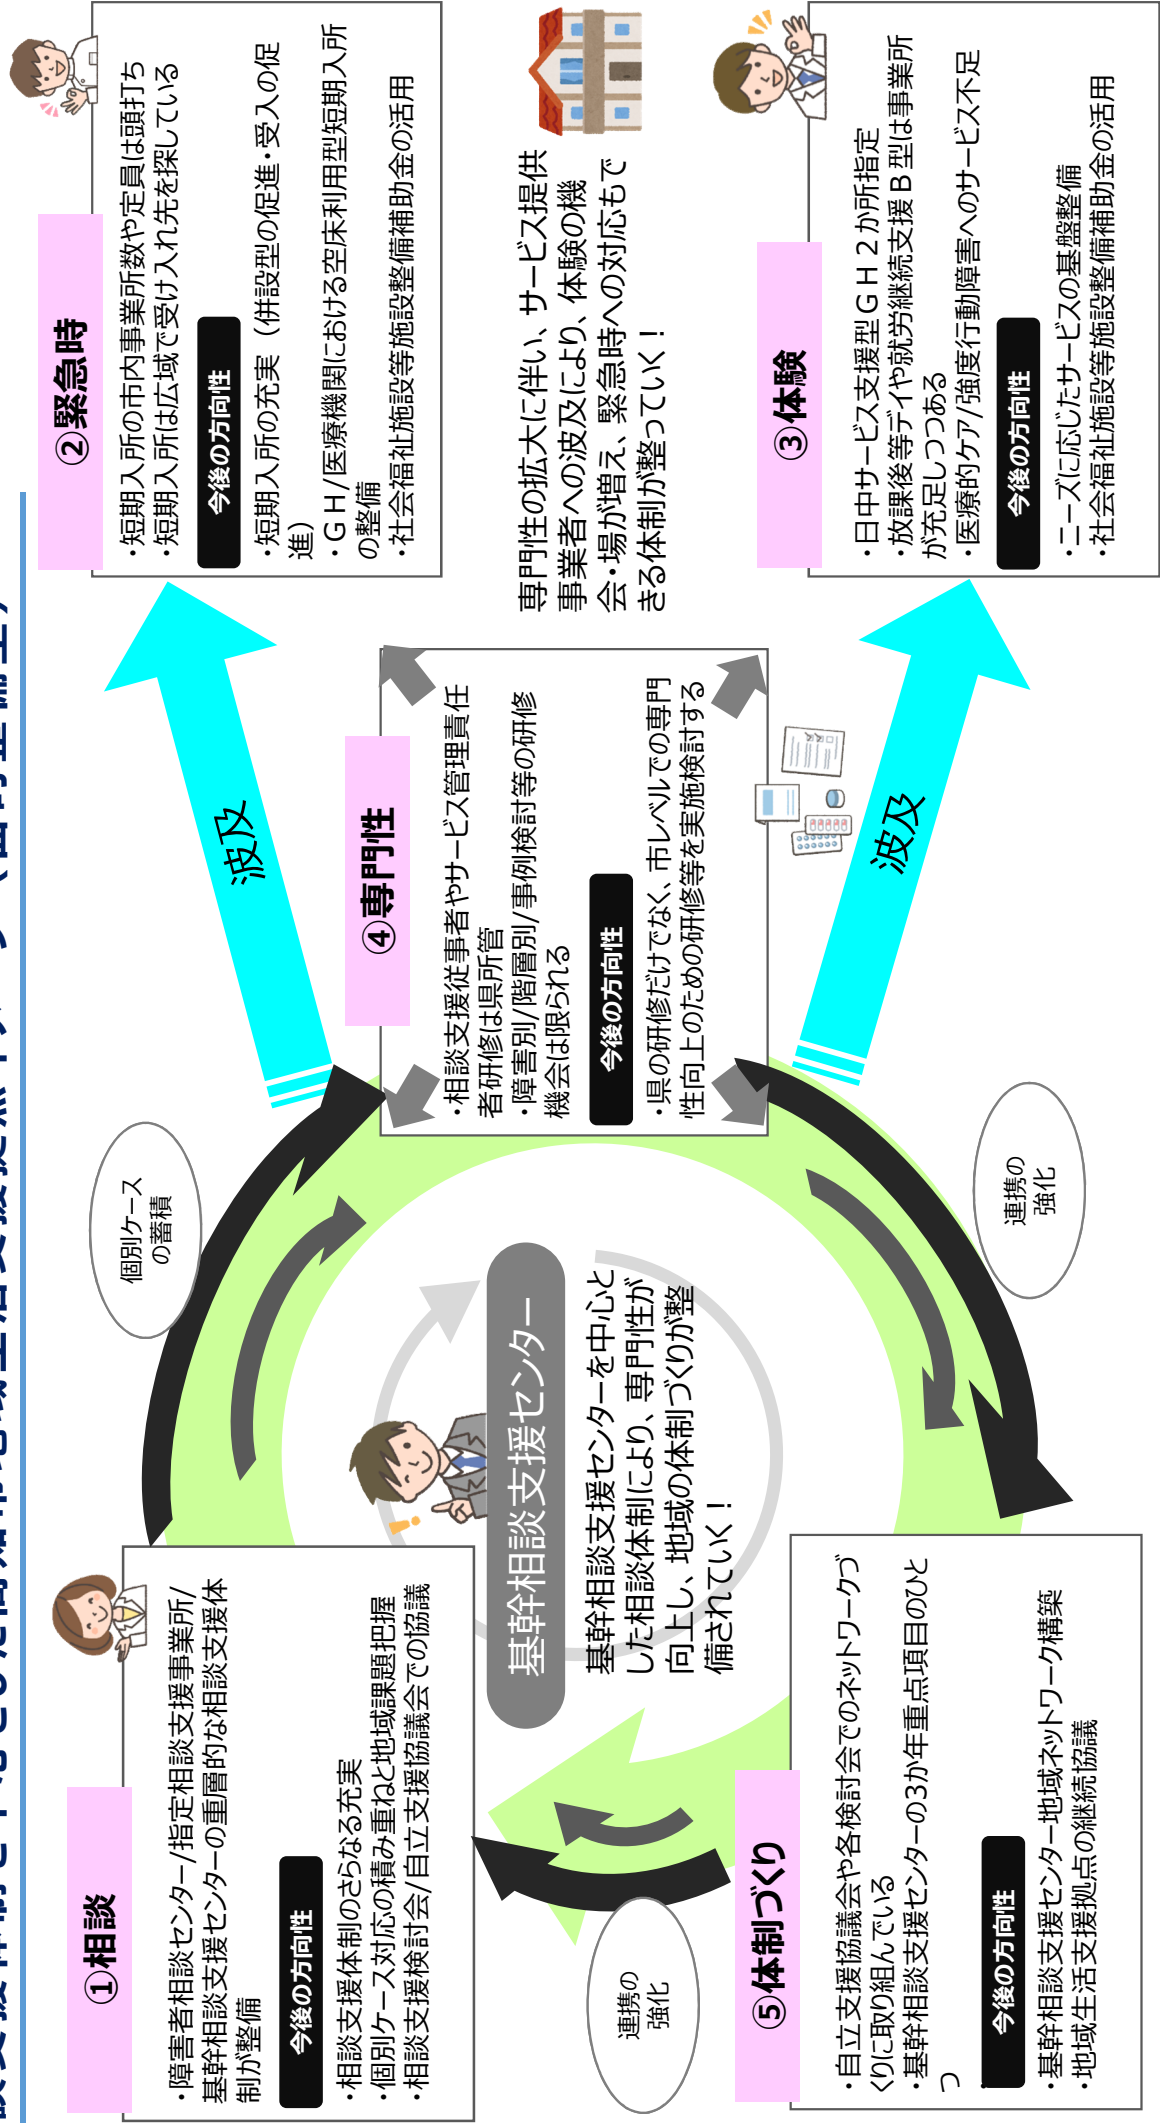 ①相談
・障害者相談センター/指定相談支援事業所/
基幹相談支援センターの重層的な相談支援体
制が整備
今後の方向性
・相談支援体制のさらなる充実
・個別ケース対応の積み重ねと地域課題把握
・相談支援検討会/自立支援協議会での協議
個別ケース
の蓄積
②緊急時
・短期入所の市内事業所数や定員は頭打ち
・短期入所は広域で受け入れ先を探している
今後の方向性
・短期入所の充実（併設型の促進・受入の促
進）
・ＧＨ/医療機関における空床利用型短期入所
の整備
・社会福祉施設等施設整備補助金の活用
波及
④専門性
・相談支援従事者やサービス管理責任
者研修は県所管
・障害別/階層別/事例検討等の研修
機会は限られる
今後の方向性
・県の研修だけでなく、市レベルでの専門
性向上のための研修等を実施検討する
専門性の拡大に伴い、サービス提供
事業者への波及により、体験の機
会・場が増え、緊急時への対応もで
きる体制が整っていく！
基幹相談支援センター
基幹相談支援センターを中心と
した相談体制により、専門性が
向上し、地域の体制づくりが整
備されていく！
連携の
強化
⑤体制づくり
・自立支援協議会や各検討会でのネットワークづ
くりに取り組んでいる
・基幹相談支援センターの3か年重点項目のひと
つ
今後の方向性
・基幹相談支援センター地域ネットワーク構築
・地域生活支援拠点の継続協議
連携の
強化
波及
③体験
・日中サービス支援型ＧＨ２か所指定
・放課後等デイや就労継続支援Ｂ型は事業所
が充足しつつある
・医療的ケア/強度行動障害へのサービス不足
今後の方向性
・ニーズに応じたサービスの基盤整備
・社会福祉施設等施設整備補助金の活用